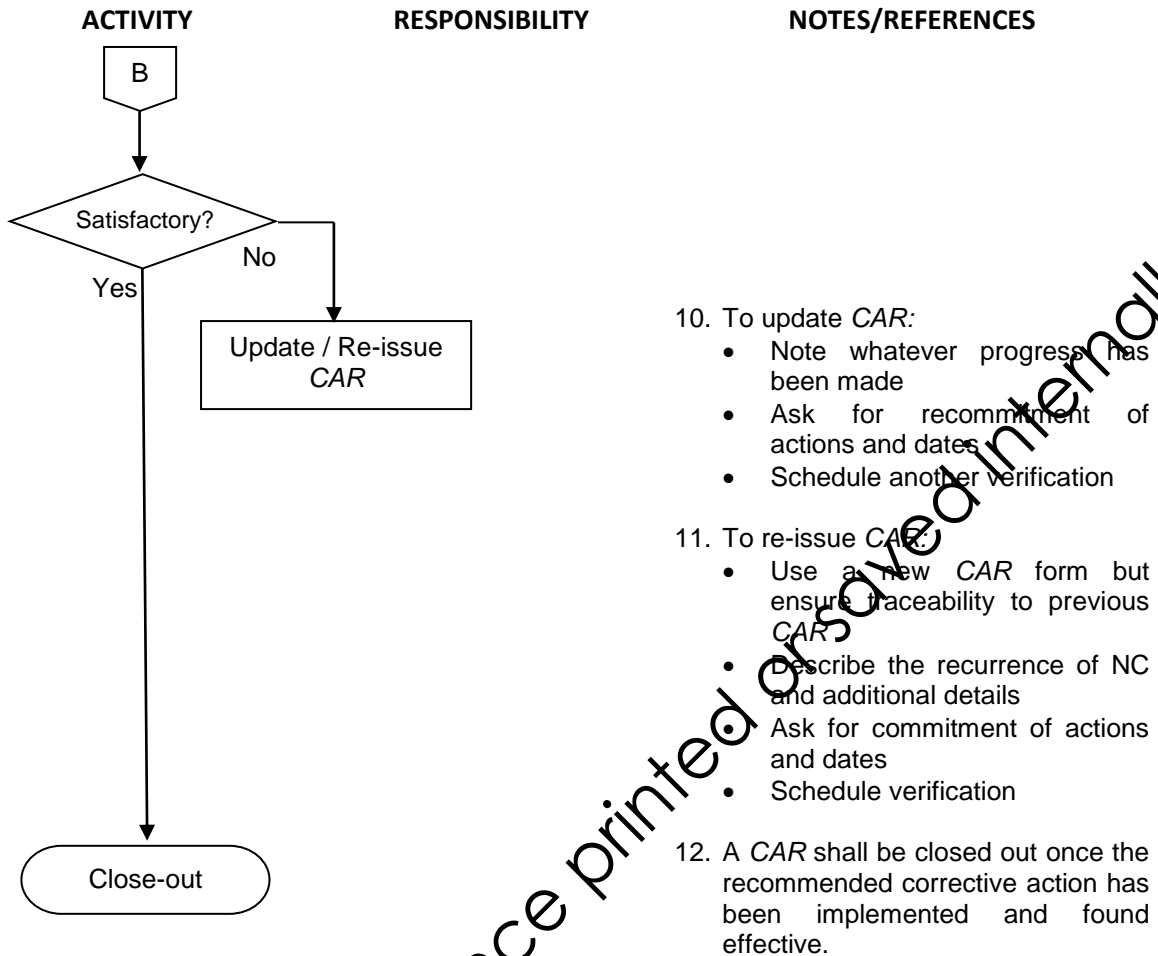 ACTIVITY RESPONSIBILITY NOTES/REFERENCES
B
Satisfactory?
No
Yes
Update / Re-issue
CAR
10. To update CAR:
• Note whatever progress has
been made
• Ask for recommitment of
actions and dates
• Schedule another verification
11. To re-issue CAR:
• Use a new CAR form but
ensure traceability to previous
CAR
• Describe the recurrence of NC
and additional details
• Ask for commitment of actions
and dates
• Schedule verification
12. A CAR shall be closed out once the
recommended corrective action has
been implemented and found
effective.
Close-out
printed or saved